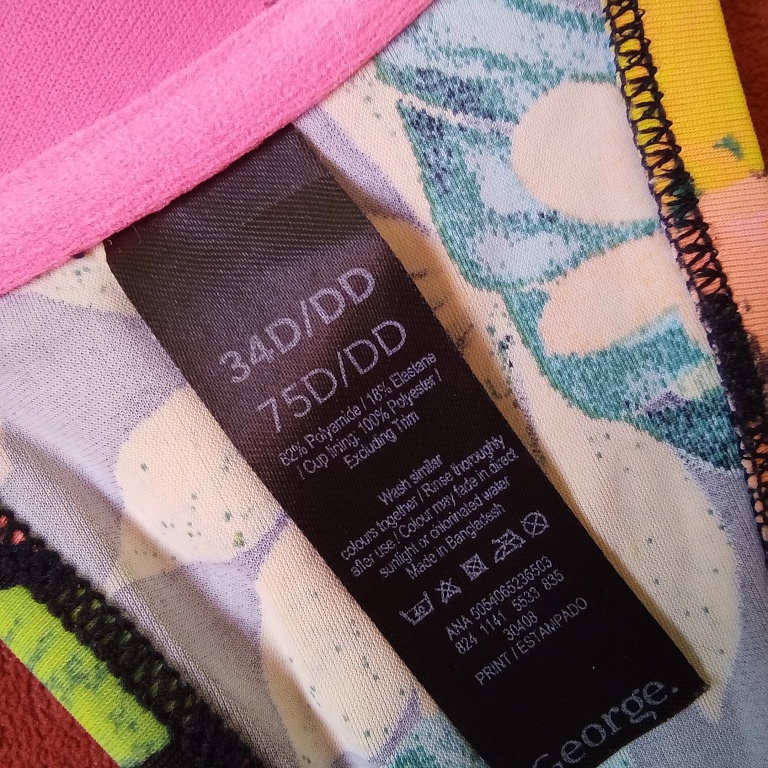 34D/DD
75D/DD
82% Polyamide / 18% Elastane
/ Cup lining. 100% Polyester /
Excluding Trim
Wash similar
colours together / Rinse thoroughly
after use / Colour may fade in direct
sunlight or chlorinated water
Made in Bangladesh
ANA 5054065236503
824 1141 5533 835
30408
PRINT / ESTAMPADO
George.